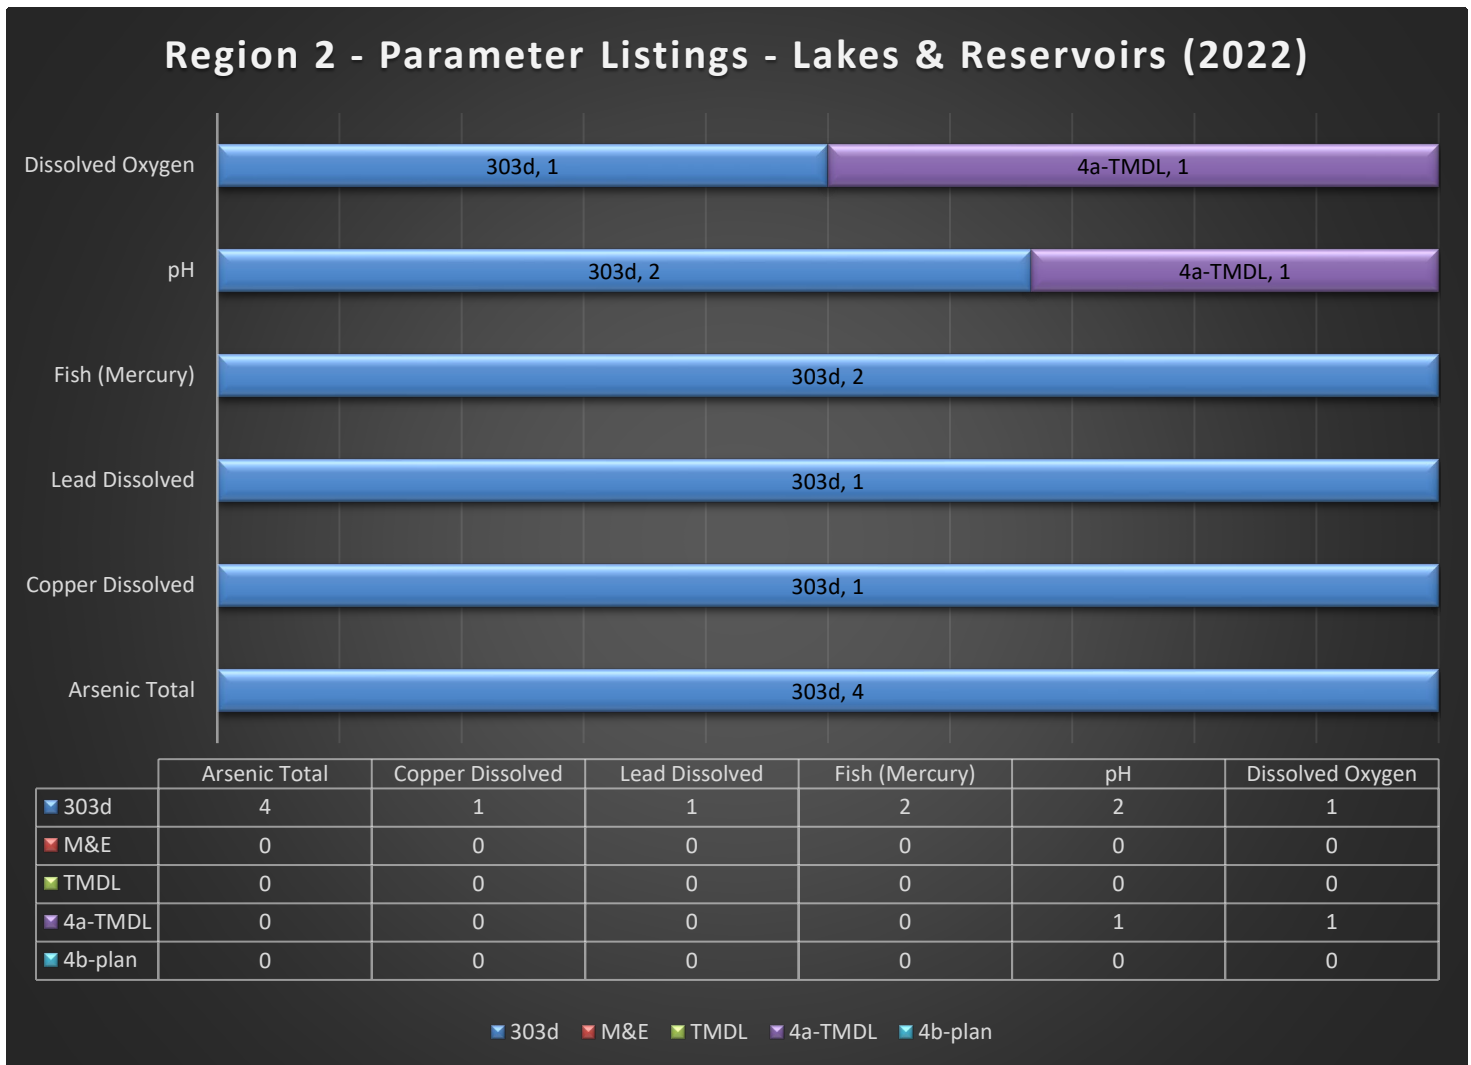 Region 2 - Parameter Listings - Lakes & Reservoirs (2022)
Dissolved Oxygen 303d, 1 4a-TMDL, 1
pH 303d, 2 4a-TMDL, 1
Fish (Mercury) 303d, 2
Lead Dissolved 303d, 1
Copper Dissolved 303d, 1
Arsenic Total 303d, 4
Arsenic Total Copper Dissolved Lead Dissolved Fish (Mercury) pH Dissolved Oxygen
303d 4 1 1 2 2 1
M&E 0 0 0 0 0 0
TMDL 0 0 0 0 0 0
4a-TMDL 0 0 0 0 1 1
4b-plan 0 0 0 0 0 0
303d M&E TMDL 4a-TMDL 4b-plan